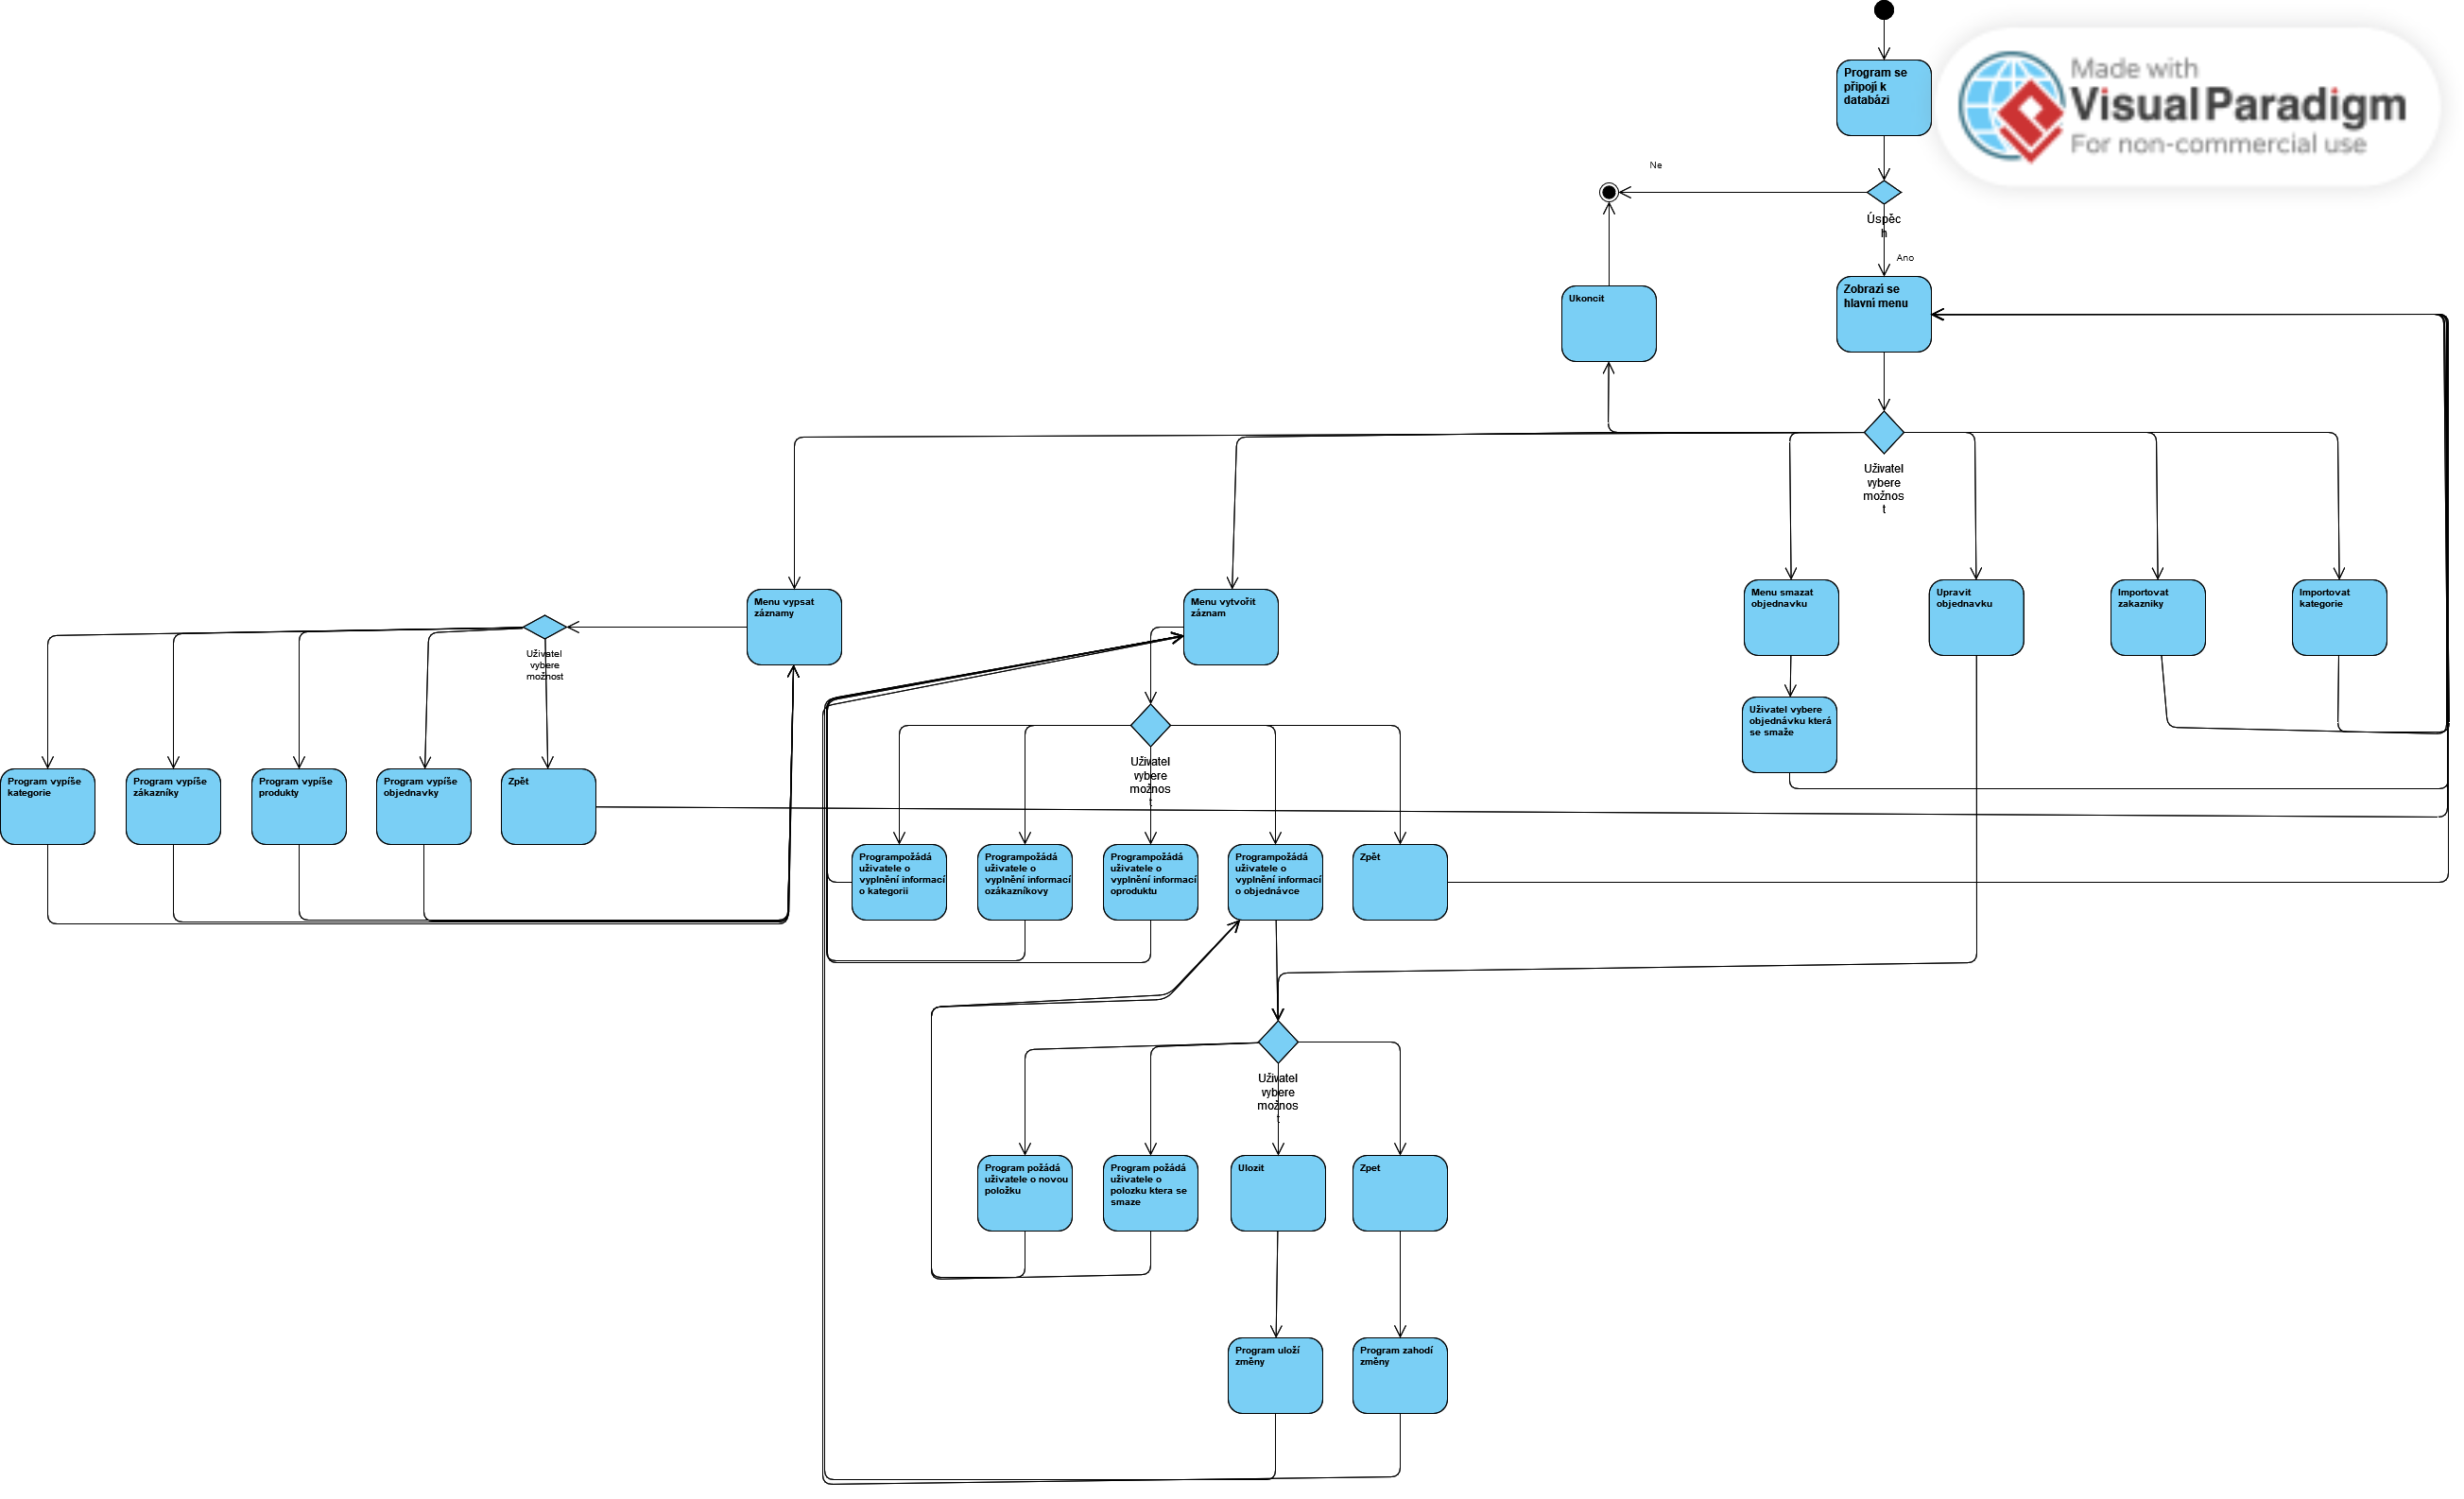 Program se
připojí k
databázi
Made with
Visual Paradigm
For non-commercial use
Ne
Úspěc
h
Ano
Ukoncit
Zobrazí se
hlavní menu
Uživatel
vybere
možnos
t
Menu vypsat
záznamy
Menu vytvořit
záznam
Menu smazat
objednavku
Upravit
objednavku
Importovat
zakazniky
Importovat
kategorie
Uživatel
vybere
možnost
Uživatel vybere
objednávku která
se smaže
Uživatel
vybere
možnos
t
Program vypíše
kategorie
Program vypíše
zákazníky
Program vypíše
produkty
Program vypíše
objednavky
Zpět
Programpožádá
uživatele o
vyplnění informací
o kategorii
Programpožádá
uživatele o
vyplnění informací
ozákazníkovy
Programpožádá
uživatele o
vyplnění informací
oproduktu
Programpožádá
uživatele o
vyplnění informací
o objednávce
Zpět
Uživatel
vybere
možnos
t
Program požádá
uživatele o novou
položku
Program požádá
uživatele o
polozku ktera se
smaze
Ulozit
Zpet
Program uloží
změny
Program zahodí
změny